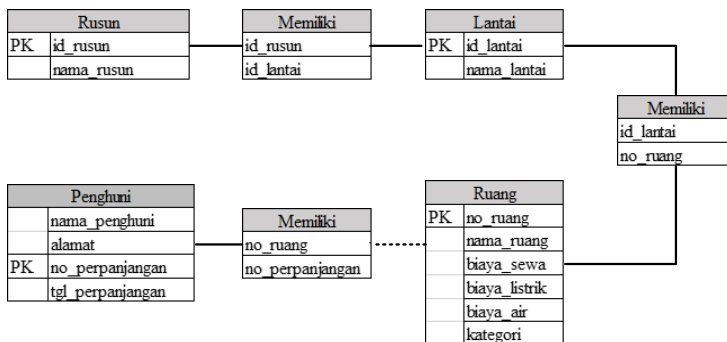 Rusun
PK id_rusun
nama_rusun
Memiliki
id_rusun
id_lantai
Lantai
PK id_lantai
nama_lantai
Memiliki
id_lantai
no_ruang
Penghuni
nama_penghuni
alamat
PK no_perpanjangan
tgl_perpanjangan
Memiliki
no_ruang
no_perpanjangan
Ruang
PK no_ruang
nama_ruang
biaya_sewa
biaya_listrik
biaya_air
kategori